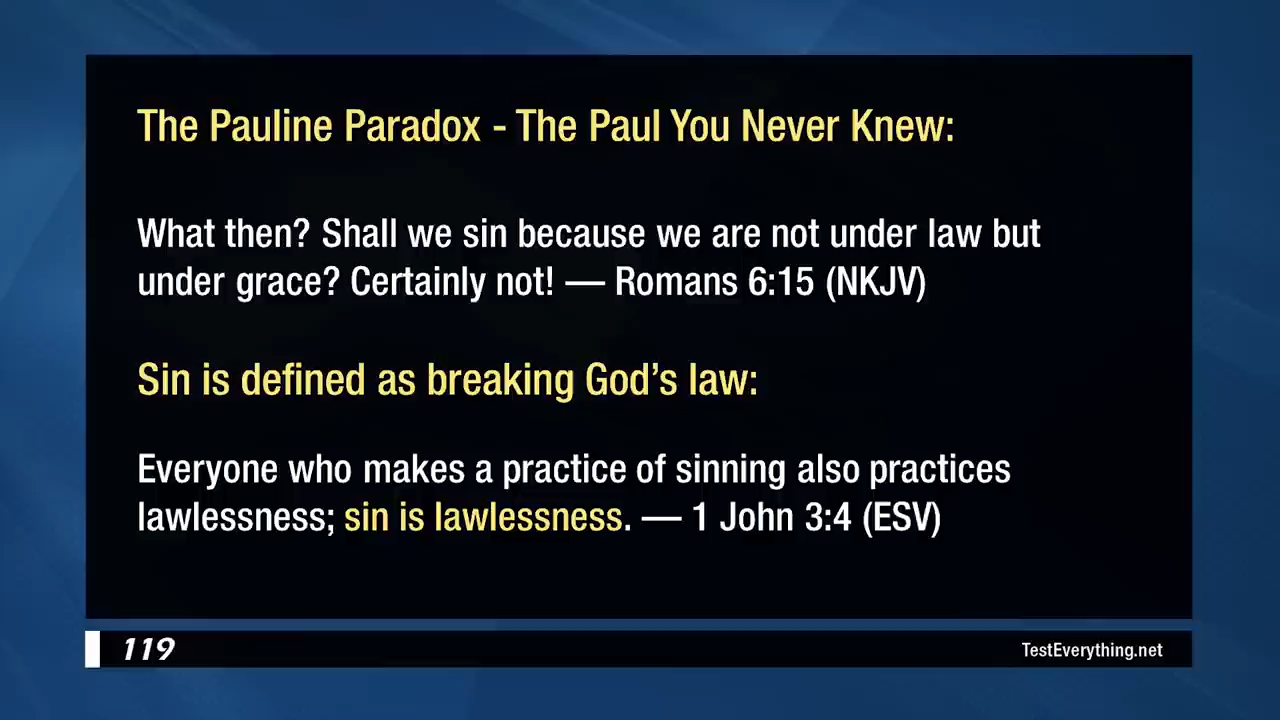 The Pauline Paradox - The Paul You Never Knew:
What then? Shall we sin because we are not under law but
under grace? Certainly not! — Romans 6:15 (NKJV)
Sin is defined as breaking God’s law:
Everyone who makes a practice of sinning also practices
lawlessness; sin is lawlessness. — 1 John 3:4 (ESV)
119
TestEverything.net